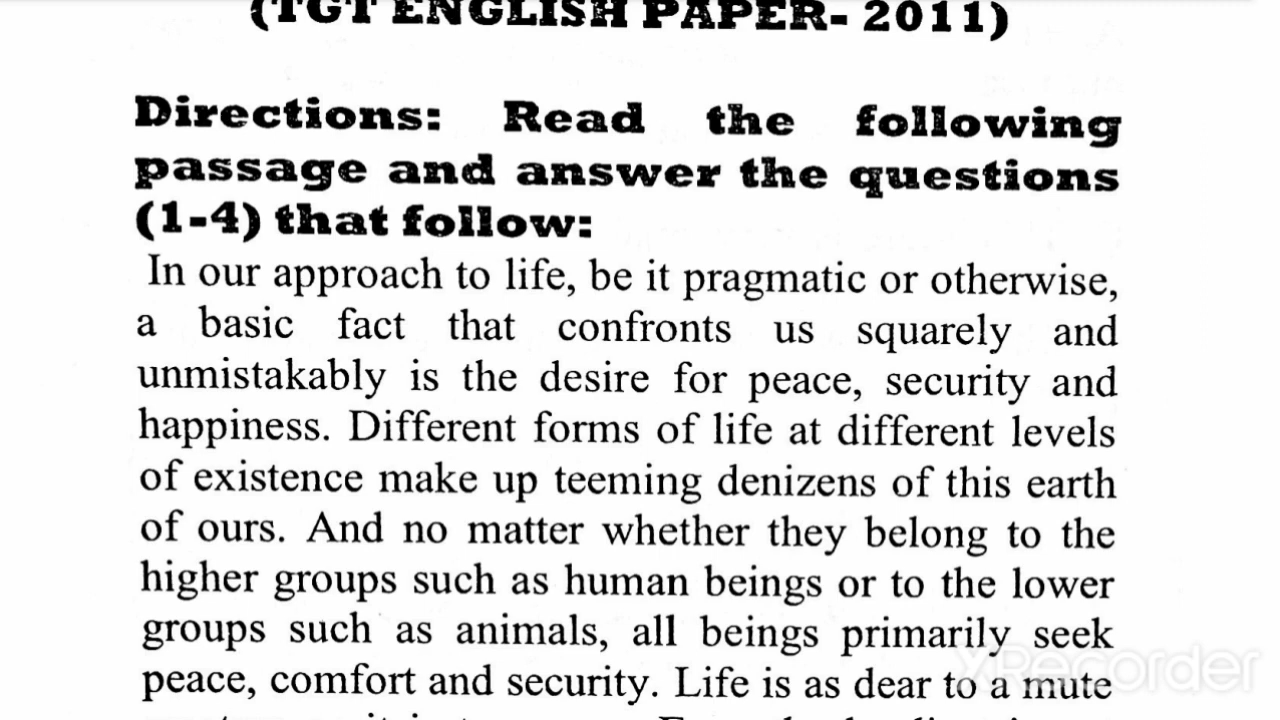 (TGT ENGLISH PAPER- 2011)
Directions: Read the following
passage and answer the questions
(1-4) that follow:
In our approach to life, be it pragmatic or otherwise,
a basic fact that confronts us squarely and
unmistakably is the desire for peace, security and
happiness. Different forms of life at different levels
of existence make up teeming denizens of this earth
of ours. And no matter whether they belong to the
higher groups such as human beings or to the lower
groups such as animals, all beings primarily seek
peace, comfort and security. Life is as dear to a mute
XRecorder